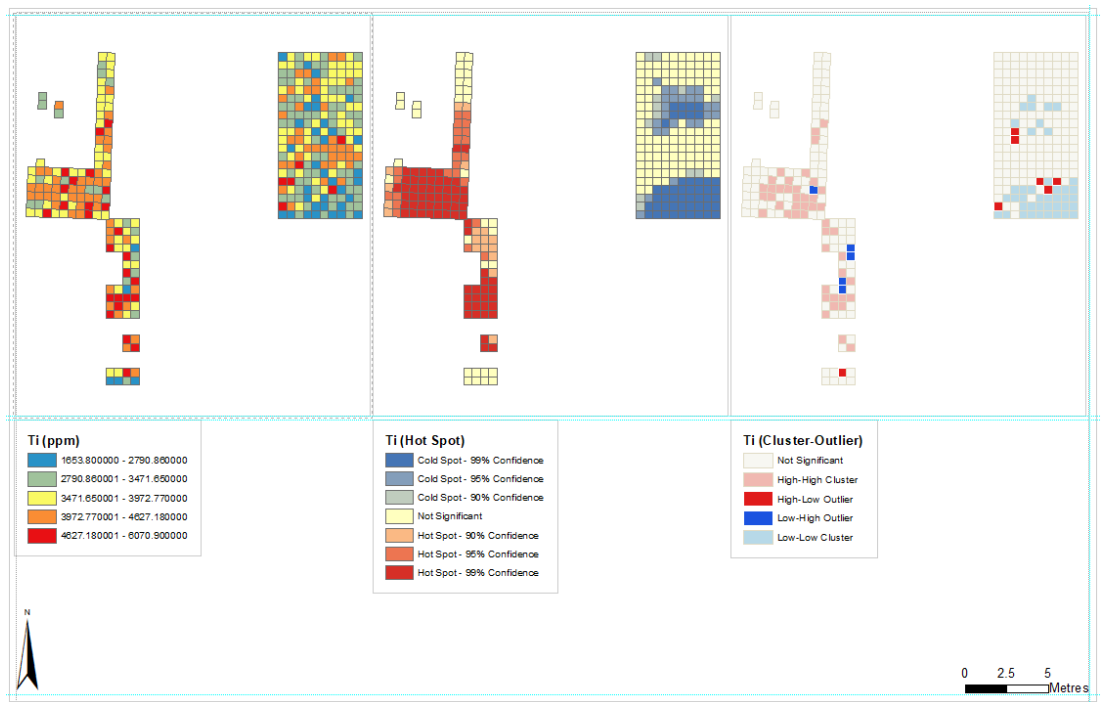 Ti (ppm)
1653.800000 - 2790.860000
2790.860001 - 3471.650000
3471.650001 - 3972.770000
3972.770001 - 4627.180000
4627.180001 - 6070.900000
Ti (Hot Spot)
Cold Spot - 99% Confidence
Cold Spot - 95% Confidence
Cold Spot - 90% Confidence
Not Significant
Hot Spot - 90% Confidence
Hot Spot - 95% Confidence
Hot Spot - 99% Confidence
Ti (Cluster-Outlier)
Not Significant
High-High Cluster
High-Low Outlier
Low-High Outlier
Low-Low Cluster
N
0 2.5 5
Metres